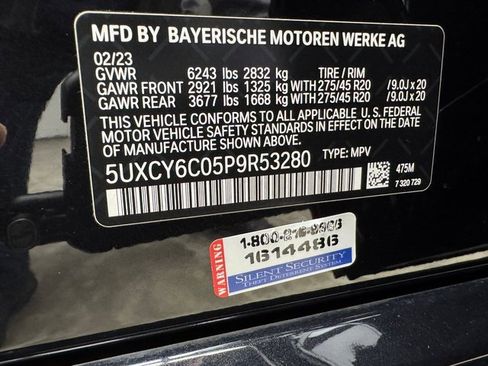 MFD BY BAYERISCHE MOTOREN WERKE AG
02/23
GVWR 6243 lbs 2832 kg TIRE / RIM
GAWR FRONT 2921 lbs 1325 kg WITH 275/45 R20 / 9.0J x 20
GAWR REAR 3677 lbs 1668 kg WITH 275/45 R20 / 9.0J x 20
THIS VEHICLE CONFORMS TO ALL APPLICABLE U.S. FEDERAL
MOTOR VEHICLE SAFETY STANDARDS IN EFFECT ON THE DATE
OF MANUFACTURE SHOWN ABOVE.
5UXCY6C05P9R53280 TYPE: MPV
475M
7 320 729
WARNING
1614486
SILENT SECURITY
THEFT DETERRENT SYSTEM